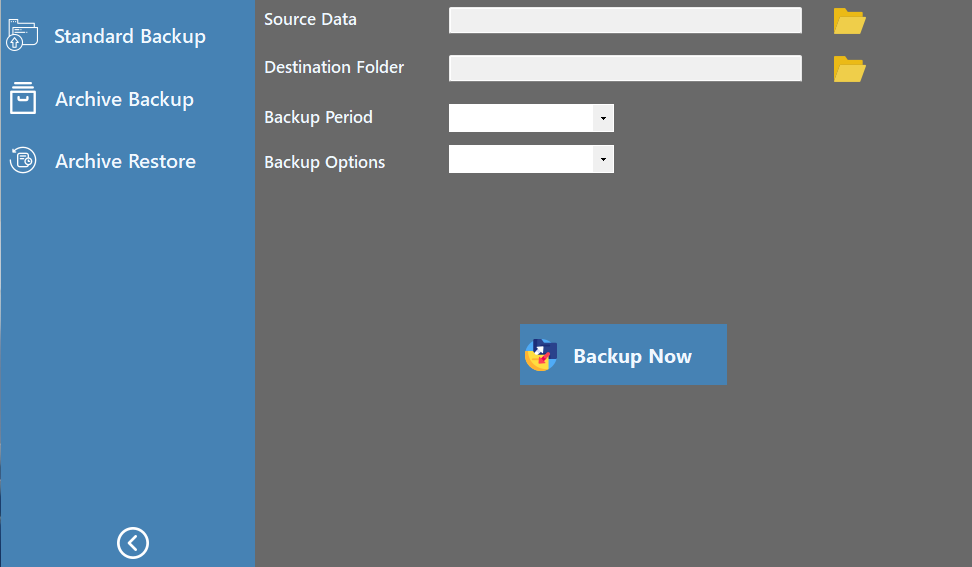 Standard Backup
Archive Backup
Archive Restore
Source Data
Destination Folder
Backup Period
Backup Options
Backup Now